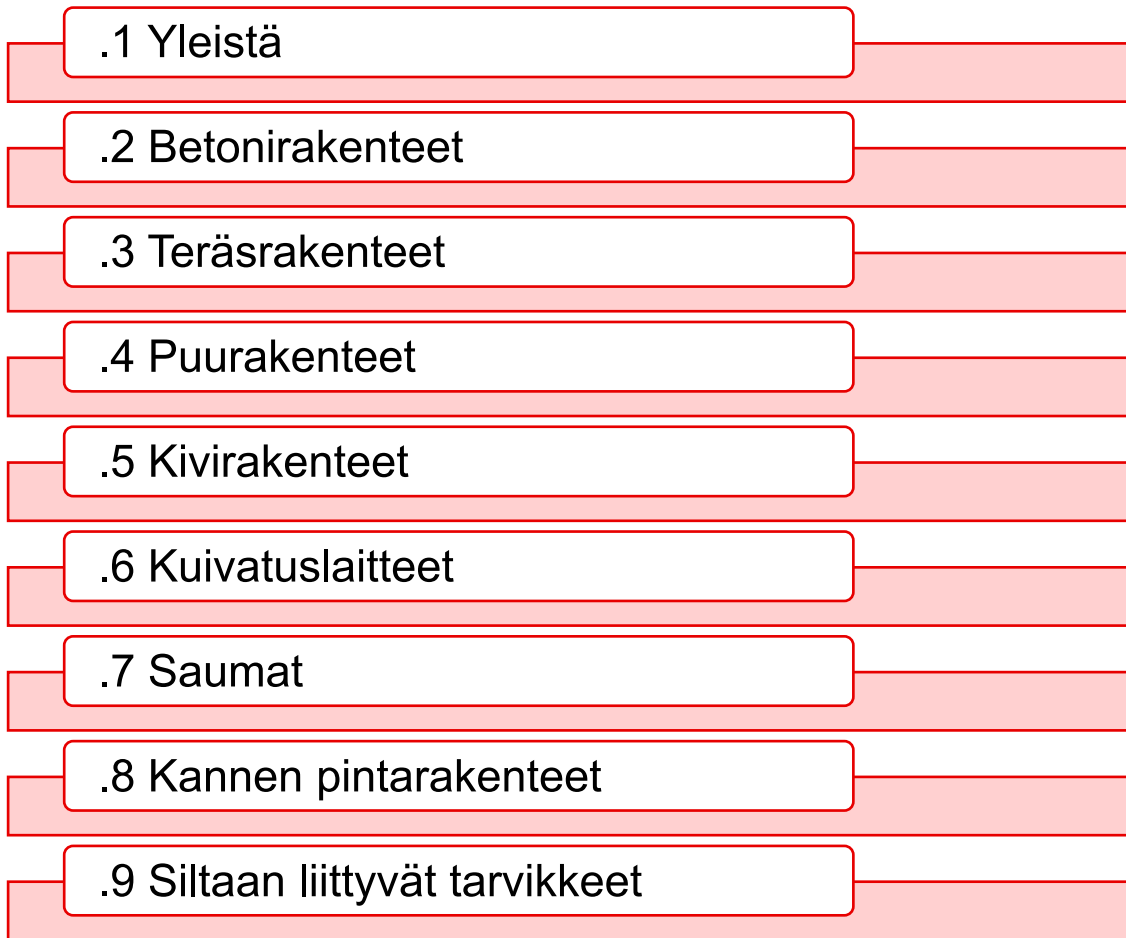 .1 Yleistä
.2 Betonirakenteet
.3 Teräsrakenteet
.4 Puurakenteet
.5 Kivirakenteet
.6 Kuivatuslaitteet
.7 Saumat
.8 Kannen pintarakenteet
.9 Siltaan liittyvät tarvikkeet